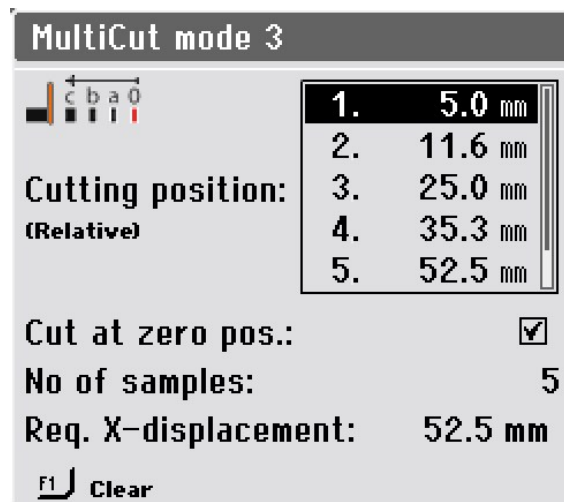 MultiCut mode 3
c b a 0
1. 5.0 mm
2. 11.6 mm
Cutting position: 3. 25.0 mm
(Relative) 4. 35.3 mm
5. 52.5 mm
Cut at zero pos.:
No of samples: 5
Req. X-displacement: 52.5 mm
F1 Clear